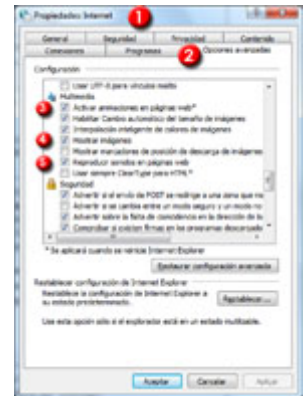 Propiedades: Internet
1
General Seguridad Privacidad Contenido
Conexiones Programas Opciones avanzadas
2
Configuración
Usar UTF-8 para vínculos mailto
Multimedia
3 Activar animaciones en páginas web*
Habilitar Cambio automático del tamaño de imágenes
Interpolación inteligente de colores de imágenes
4 Mostrar imágenes
Mostrar marcadores de posición de descarga de imágenes
5 Reproducir sonidos en páginas web
Usar siempre ClearType para HTML*
Seguridad
Advertir si el envío de POST se redirige a una zona que
Advertir si se cambia entre un modo seguro y un modo no
Advertir sobre la falta de coincidencia en la dirección de
Comprobar si existen firmas en los programas descargado
* Se aplicará cuando se reinicie Internet Explorer
Restaurar configuración avanzada
Restablecer configuración de Internet Explorer
Restablece la configuración de Internet Explorer a
su estado predeterminado.
Restablecer...
Use esta opción sólo si el explorador está en un estado inutilizable.
Aceptar Cancelar Aplicar